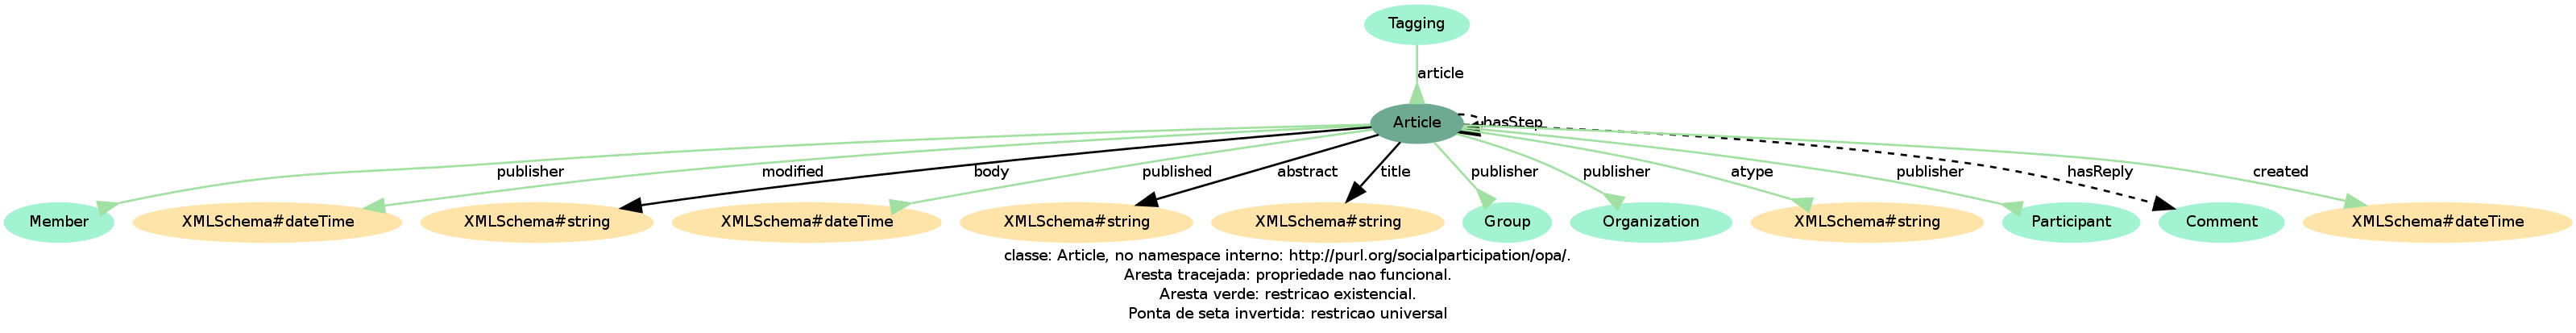 Tagging
article
Article
hasStep
publisher
modified
body
published
abstract
title
publisher
publisher
atype
publisher
hasReply
created
Member
XMLSchema#dateTime
XMLSchema#string
XMLSchema#dateTime
XMLSchema#string
XMLSchema#string
Group
Organization
XMLSchema#string
Participant
Comment
XMLSchema#dateTime
classe: Article, no namespace interno: http://purl.org/socialparticipation/opa/.
Aresta tracejada: propriedade nao funcional.
Aresta verde: restricao existencial.
Ponta de seta invertida: restricao universal